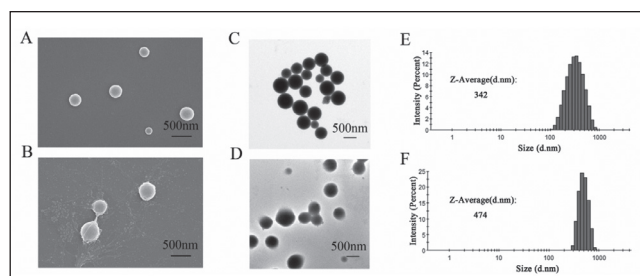 A
500nm
B
500nm
C
500nm
D
500nm
E
Intensity (Percent)
14
12
10
8
6
4
2
0
Z-Average(d.nm):
342
1 10 100 1000
Size (d.nm)
F
Intensity (Percent)
25
20
15
10
5
0
Z-Average(d.nm):
474
1 10 100 1000
Size (d.nm)